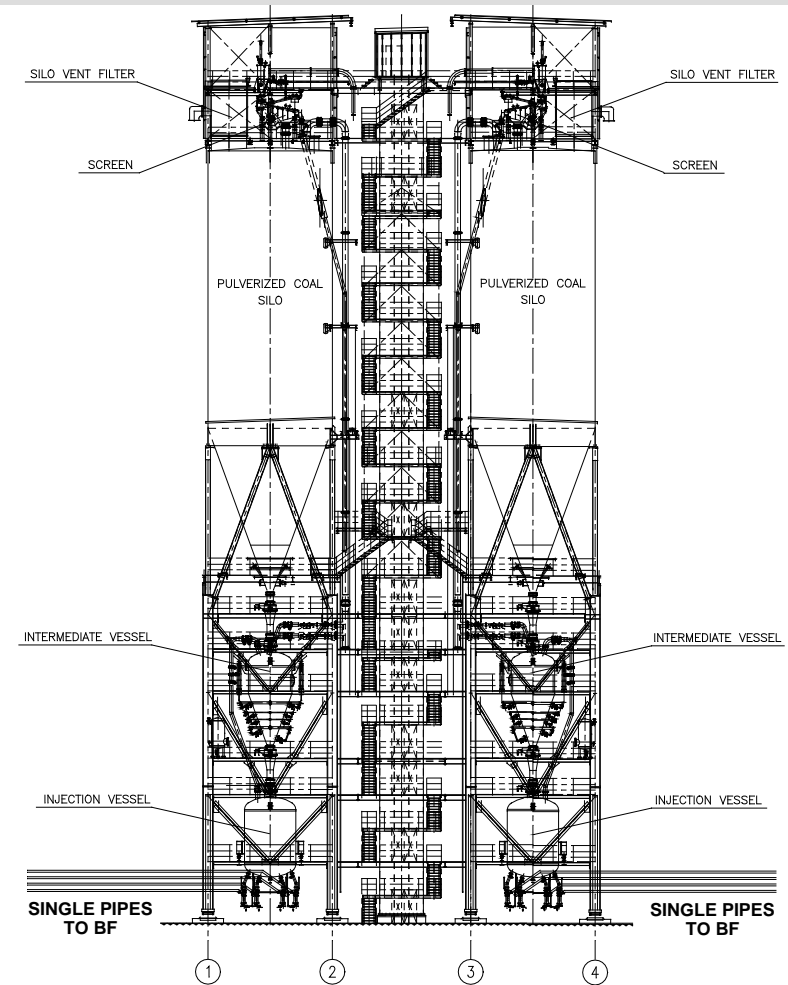 SILO VENT FILTER
SILO VENT FILTER
SCREEN
SCREEN
PULVERIZED COAL
SILO
PULVERIZED COAL
SILO
INTERMEDIATE VESSEL
INTERMEDIATE VESSEL
INJECTION VESSEL
INJECTION VESSEL
SINGLE PIPES
TO BF
SINGLE PIPES
TO BF
1
2
3
4